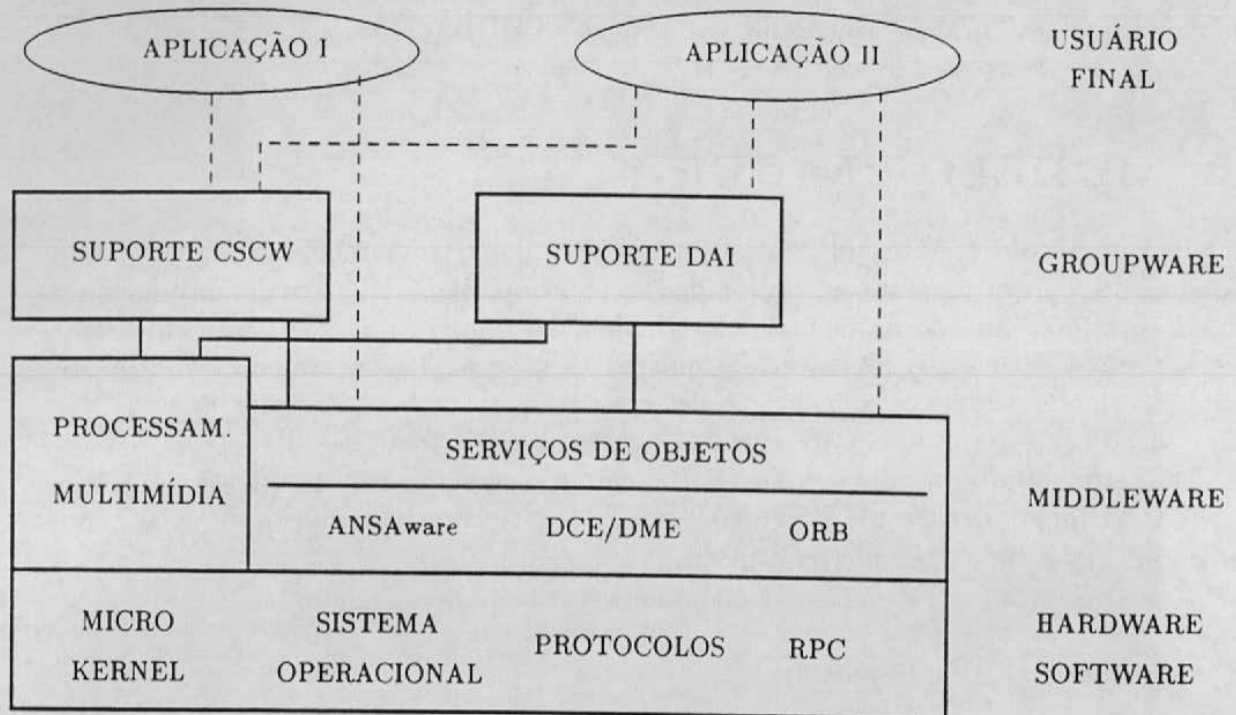 APLICAÇÃO I
APLICAÇÃO II
USUÁRIO
FINAL
SUPORTE CSCW
SUPORTE DAI
GROUPWARE
PROCESSAM.
MULTIMÍDIA
SERVIÇOS DE OBJETOS
ANSAware
DCE/DME
ORB
MIDDLEWARE
MICRO
KERNEL
SISTEMA
OPERACIONAL
PROTOCOLOS
RPC
HARDWARE
SOFTWARE